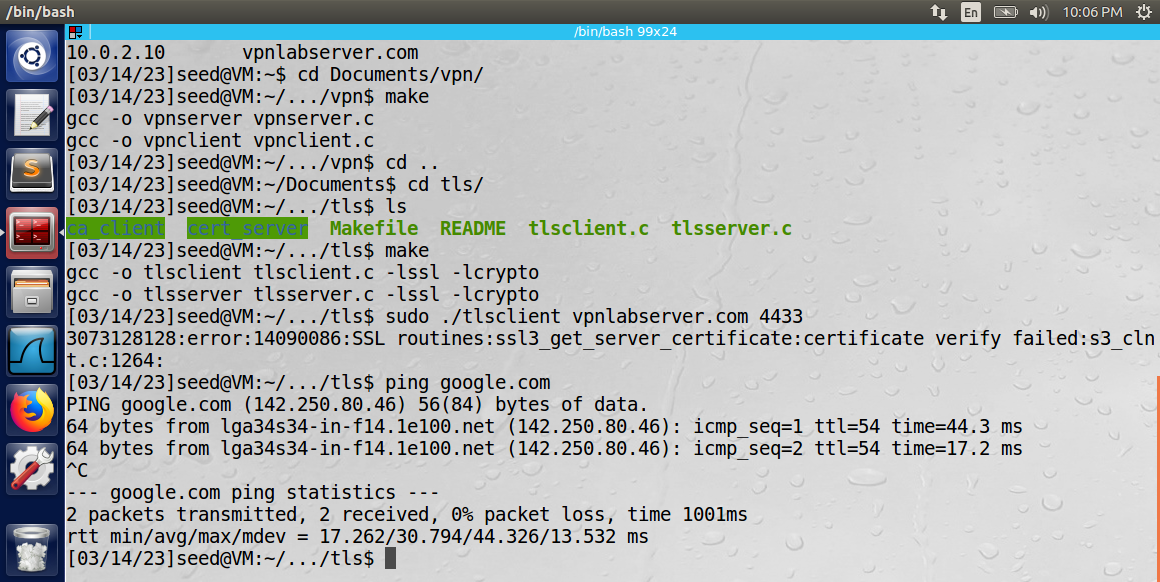 /bin/bash
En
10:06 PM
/bin/bash 99x24
10.0.2.10       vpnlabserver.com
[03/14/23]seed@VM:~$ cd Documents/vpn/
[03/14/23]seed@VM:~/.../vpn$ make
gcc -o vpnserver vpnserver.c
gcc -o vpnclient vpnclient.c
[03/14/23]seed@VM:~/.../vpn$ cd ..
[03/14/23]seed@VM:~/Documents$ cd tls/
[03/14/23]seed@VM:~/.../tls$ ls
ca_client  cert_server  Makefile  README  tlsclient.c  tlsserver.c
[03/14/23]seed@VM:~/.../tls$ make
gcc -o tlsclient tlsclient.c -lssl -lcrypto
gcc -o tlsserver tlsserver.c -lssl -lcrypto
[03/14/23]seed@VM:~/.../tls$ sudo ./tlsclient vpnlabserver.com 4433
3073128128:error:14090086:SSL routines:ssl3_get_server_certificate:certificate verify failed:s3_cln
t.c:1264:
[03/14/23]seed@VM:~/.../tls$ ping google.com
PING google.com (142.250.80.46) 56(84) bytes of data.
64 bytes from lga34s34-in-f14.1e100.net (142.250.80.46): icmp_seq=1 ttl=54 time=44.3 ms
64 bytes from lga34s34-in-f14.1e100.net (142.250.80.46): icmp_seq=2 ttl=54 time=17.2 ms
^C
--- google.com ping statistics ---
2 packets transmitted, 2 received, 0% packet loss, time 1001ms
rtt min/avg/max/mdev = 17.262/30.794/44.326/13.532 ms
[03/14/23]seed@VM:~/.../tls$